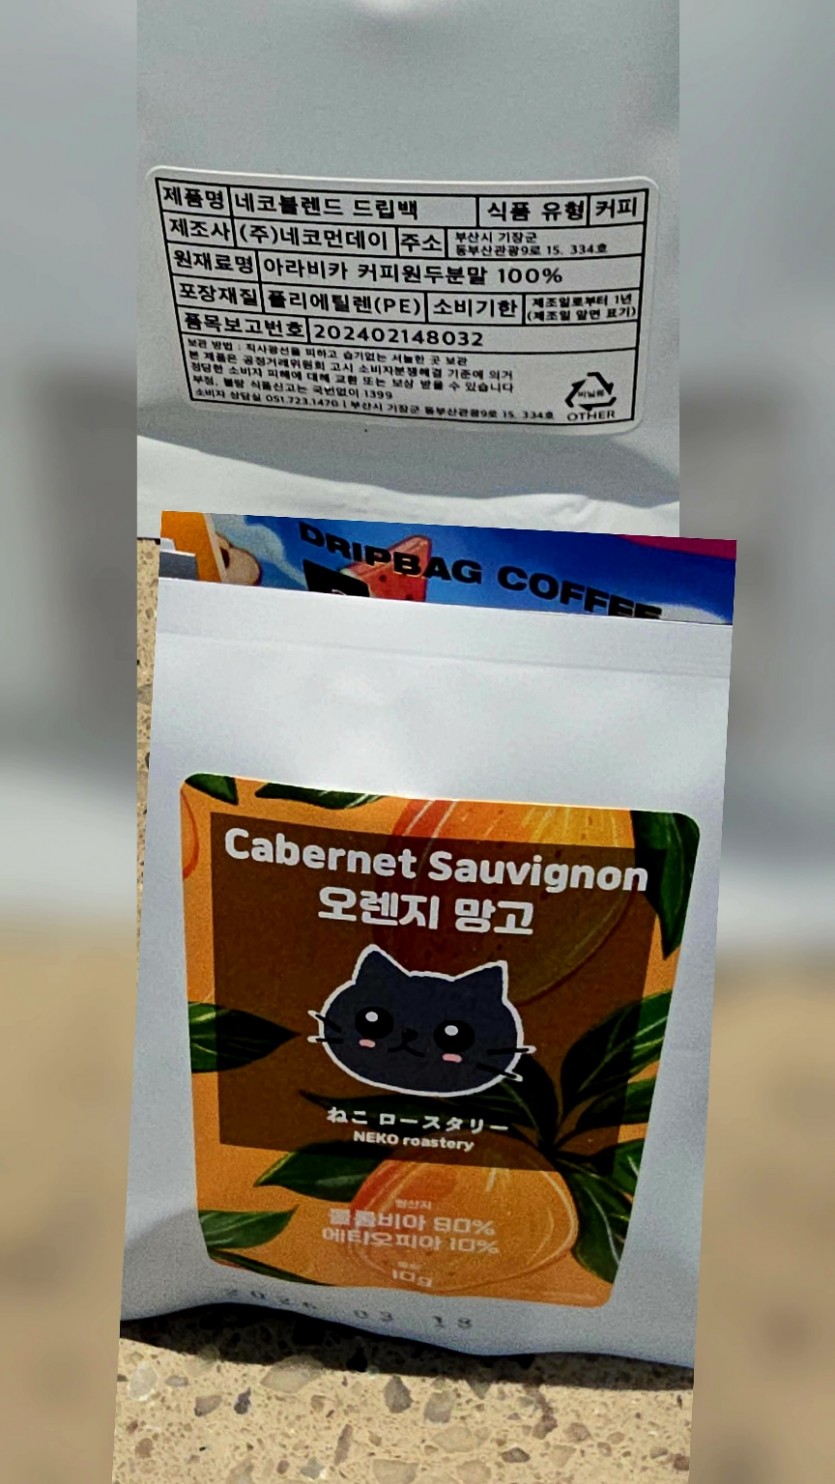 제품명 네코블렌드 드립백 식품 유형 커피
제조사 (주)네코먼데이 주소 부산시 기장군 동부산관광9로 15. 334호
원재료명 아라비카 커피원두분말 100%
포장재질 폴리에틸렌(PE) 소비기한 제조일로부터 1년 (제조일 앞면 표기)
품목보고번호 202402148032
보관 방법 : 직사광선을 피하고 습기없는 서늘한 곳 보관
본 제품은 공정거래위원회 고시 소비자분쟁해결 기준에 의거
정당한 소비자 피해에 대해 교환 또는 보상 받을 수 있습니다
부정, 불량 식품신고는 국번없이 1399
소비자 상담실 051.723.1470 | 부산시 기장군 동부산관광9로 15. 334호
비닐류
OTHER
DRIPBAG COFFEE
Cabernet Sauvignon
오렌지 망고
ねこ ロースタリー
NEKO roastery
원산지
콜롬비아 80%
에티오피아 10%
10g
2026 03 18